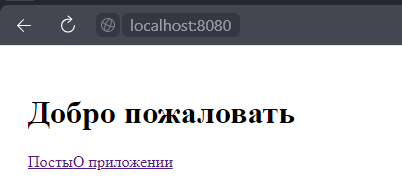 localhost:8080
Добро пожаловать
ПостыО приложении